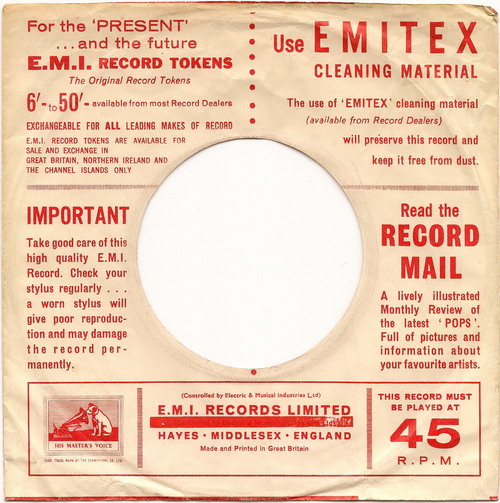 For the 'PRESENT'
...and the future
E.M.I. RECORD TOKENS
The Original Record Tokens
6/- to 50/- available from most Record Dealers
EXCHANGEABLE FOR ALL LEADING MAKES OF RECORD
E.M.I. RECORD TOKENS ARE AVAILABLE FOR
SALE AND EXCHANGE IN
GREAT BRITAIN, NORTHERN IRELAND AND
THE CHANNEL ISLANDS ONLY
Use EMITEX
CLEANING MATERIAL
The use of 'EMITEX' cleaning material
(available from Record Dealers)
will preserve this record and
keep it free from dust.
IMPORTANT
Take good care of this
high quality E.M.I.
Record. Check your
stylus regularly . . .
a worn stylus will
give poor reproduc-
tion and may damage
the record per-
manently.
Read the
RECORD
MAIL
A lively illustrated
Monthly Review of
the latest 'POPS'.
Full of pictures and
information about
your favourite artists.
HIS MASTER'S VOICE
(Controlled by Electric & Musical Industries Ltd)
E.M.I. RECORDS LIMITED
HAYES • MIDDLESEX • ENGLAND
Made and Printed in Great Britain
THIS RECORD MUST
BE PLAYED AT
45
R.P.M.